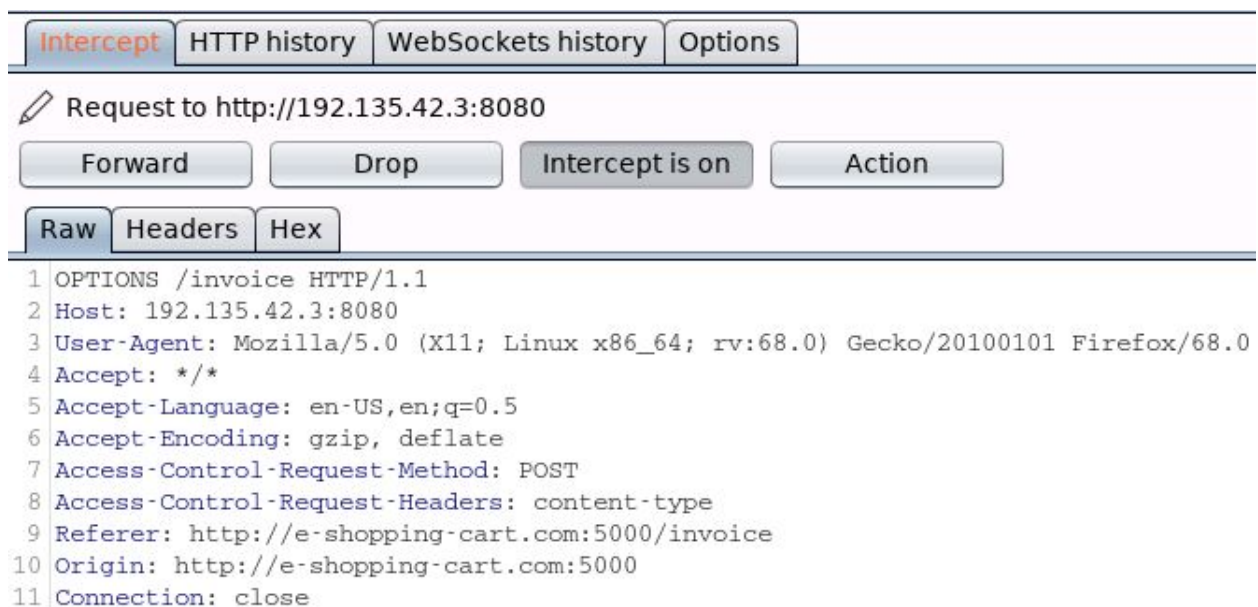 Intercept HTTP history WebSockets history Options
Request to http://192.135.42.3:8080
Forward Drop Intercept is on Action
Raw Headers Hex
1 OPTIONS /invoice HTTP/1.1
2 Host: 192.135.42.3:8080
3 User-Agent: Mozilla/5.0 (X11; Linux x86_64; rv:68.0) Gecko/20100101 Firefox/68.0
4 Accept: */*
5 Accept-Language: en-US,en;q=0.5
6 Accept-Encoding: gzip, deflate
7 Access-Control-Request-Method: POST
8 Access-Control-Request-Headers: content-type
9 Referer: http://e-shopping-cart.com:5000/invoice
10 Origin: http://e-shopping-cart.com:5000
11 Connection: close